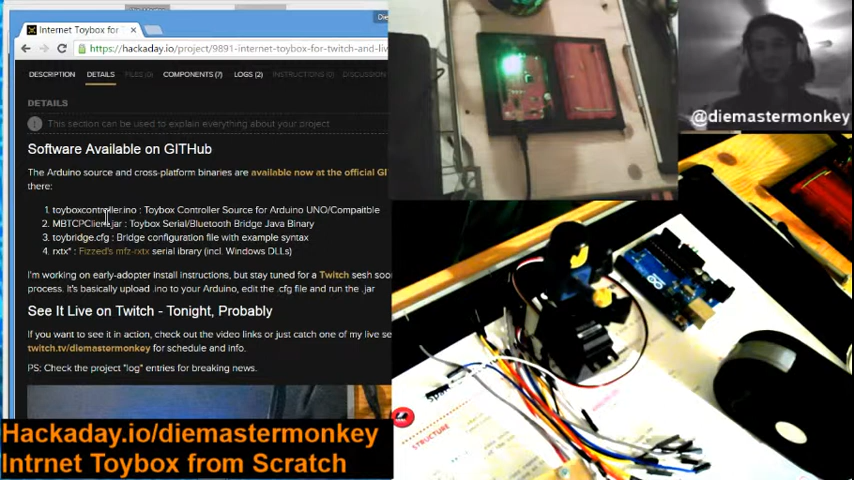 Internet Toybox for
https://hackaday.io/project/9891-internet-toybox-for-twitch-and-liv
DESCRIPTION DETAILS FILES (0) COMPONENTS (7) LOGS (2) INSTRUCTIONS (0) DISCUSSION
DETAILS
This section can be used to explain everything about your project
Software Available on GITHub
The Arduino source and cross-platform binaries are available now at the official GI
there:
1. toyboxcontroller.ino : Toybox Controller Source for Arduino UNO/Compaitble
2. MBTCPClient.jar : Toybox Serial/Bluetooth Bridge Java Binary
3. toybridge.cfg : Bridge configuration file with example syntax
4. rxtx* : Fizzed's mfz-rxtx serial ibrary (incl. Windows DLLs)
I'm working on early-adopter install instructions, but stay tuned for a Twitch sesh soo
process. It's basically upload .ino to your Arduino, edit the .cfg file and run the .jar
See It Live on Twitch - Tonight, Probably
If you want to see it in action, check out the video links or just catch one of my live se
twitch.tv/diemastermonkey for schedule and info.
PS: Check the project "log" entries for breaking news.
@diemastermonkey
STRUCTURE
Hackaday.io/diemastermonkey
Intrnet Toybox from Scratch